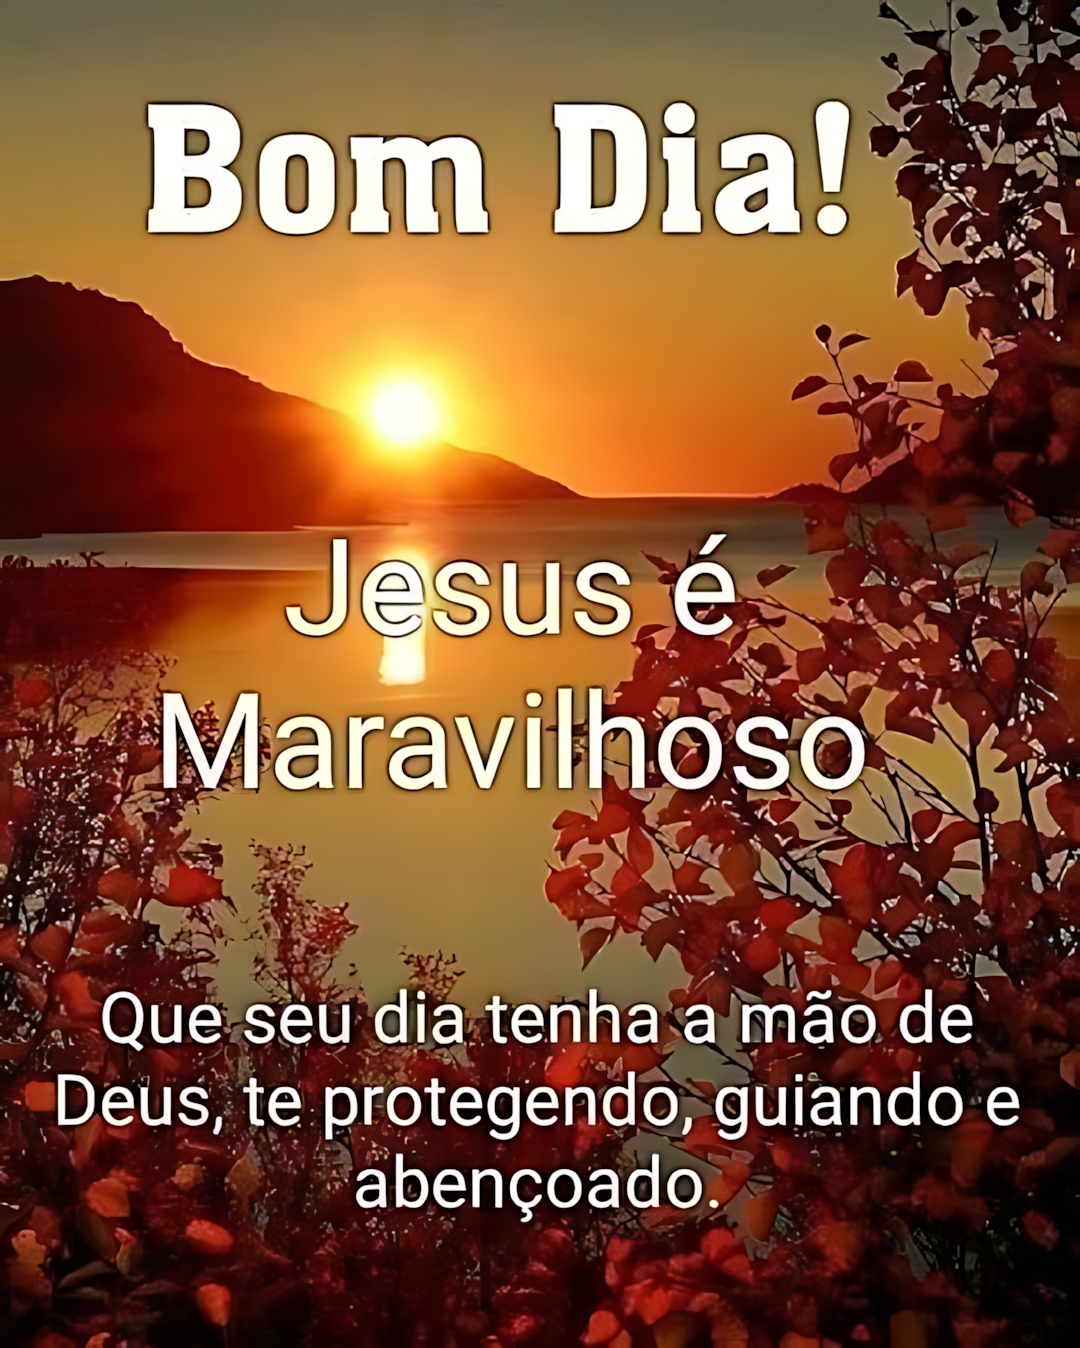 Bom Dia!
Jesus é
Maravilhoso
Que seu dia tenha a mão de
Deus, te protegendo, guiando e
abençoado.